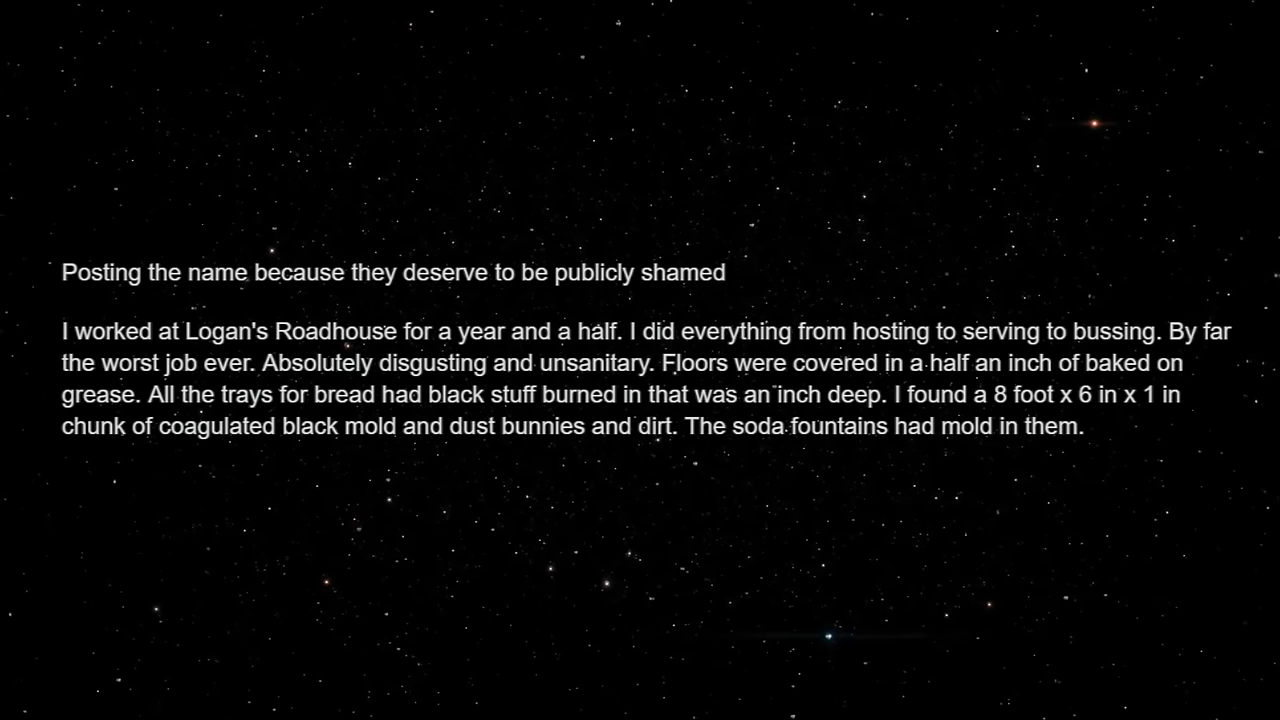 Posting the name because they deserve to be publicly shamed
I worked at Logan's Roadhouse for a year and a half. I did everything from hosting to serving to bussing. By far
the worst job ever. Absolutely disgusting and unsanitary. Floors were covered in a half an inch of baked on
grease. All the trays for bread had black stuff burned in that was an inch deep. I found a 8 foot x 6 in x 1 in
chunk of coagulated black mold and dust bunnies and dirt. The soda fountains had mold in them.